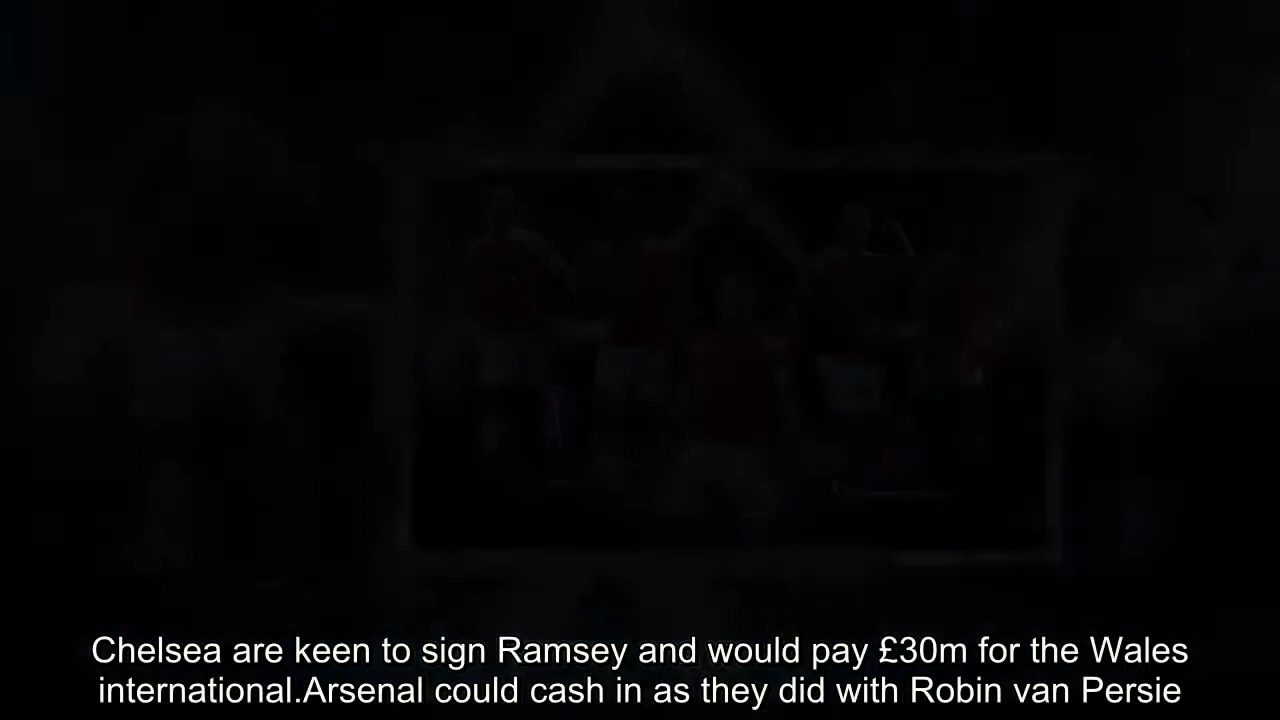 Chelsea are keen to sign Ramsey and would pay £30m for the Wales
international.Arsenal could cash in as they did with Robin van Persie